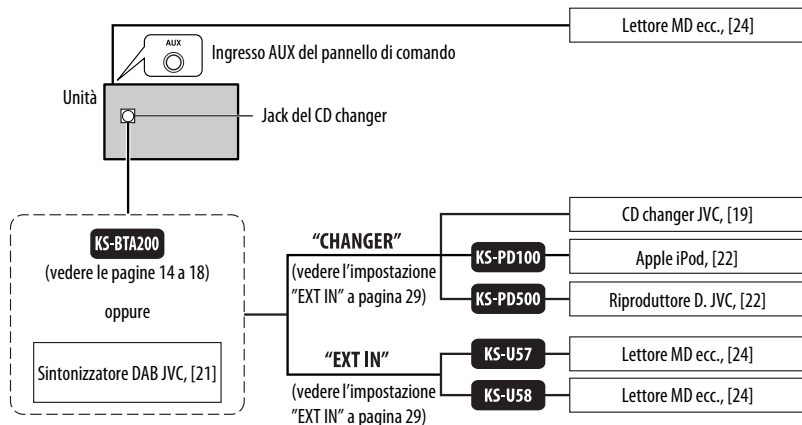 Lettore MD ecc., [24]
AUX
Ingresso AUX del pannello di comando
Unità
Jack del CD changer
KS-BTA200
(vedere le pagine 14 a 18)
oppure
Sintonizzatore DAB JVC, [21]
“CHANGER”
(vedere l’impostazione
”EXT IN” a pagina 29)
CD changer JVC, [19]
KS-PD100
Apple iPod, [22]
KS-PD500
Riproduttore D. JVC, [22]
“EXT IN”
(vedere l’impostazione
”EXT IN” a pagina 29)
KS-U57
Lettore MD ecc., [24]
KS-U58
Lettore MD ecc., [24]